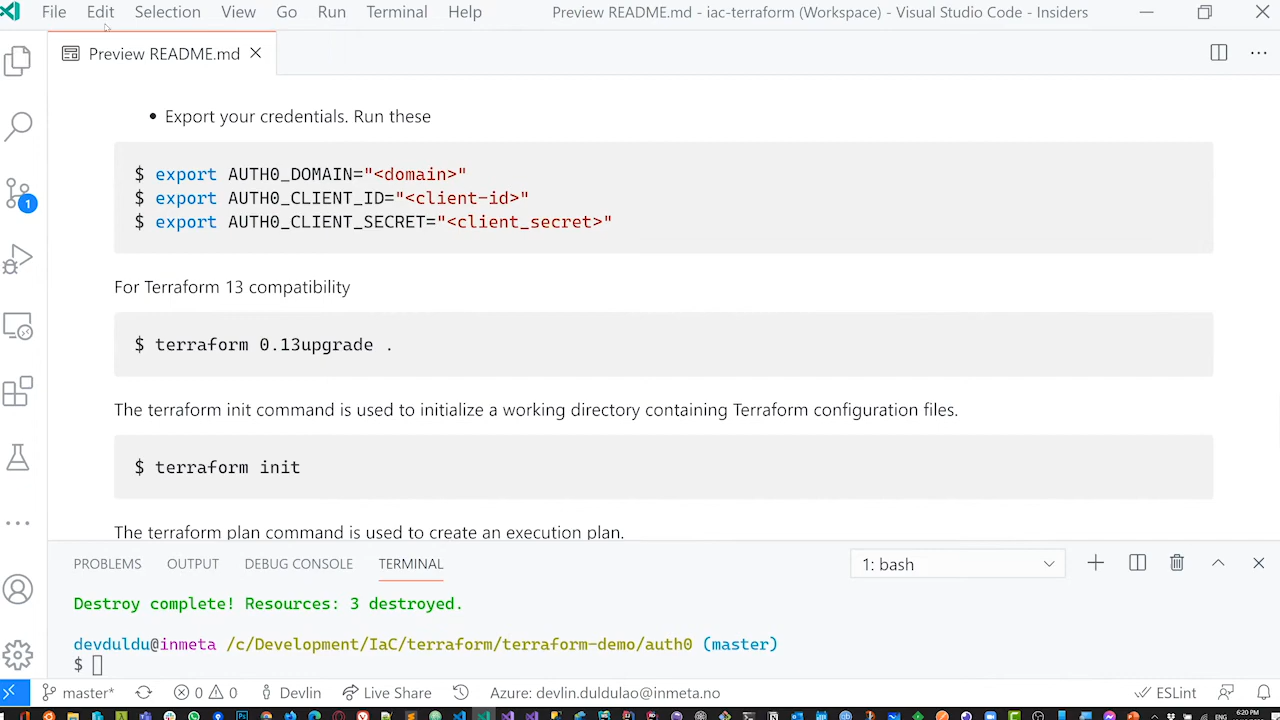 File Edit Selection View Go Run Terminal Help Preview README.md - iac-terraform (Workspace) - Visual Studio Code - Insiders
Preview README.md
• Export your credentials. Run these
$ export AUTH0_DOMAIN="<domain>"
$ export AUTH0_CLIENT_ID="<client-id>"
$ export AUTH0_CLIENT_SECRET="<client_secret>"
For Terraform 13 compatibility
$ terraform 0.13upgrade .
The terraform init command is used to initialize a working directory containing Terraform configuration files.
$ terraform init
The terraform plan command is used to create an execution plan.
1
PROBLEMS OUTPUT DEBUG CONSOLE TERMINAL 1: bash
Destroy complete! Resources: 3 destroyed.
devduldu@inmeta /c/Development/IaC/terraform/terraform-demo/auth0 (master)
$
master* 0 0 Devlin Live Share Azure: devlin.duldulao@inmeta.no ESLint
6:20 PM